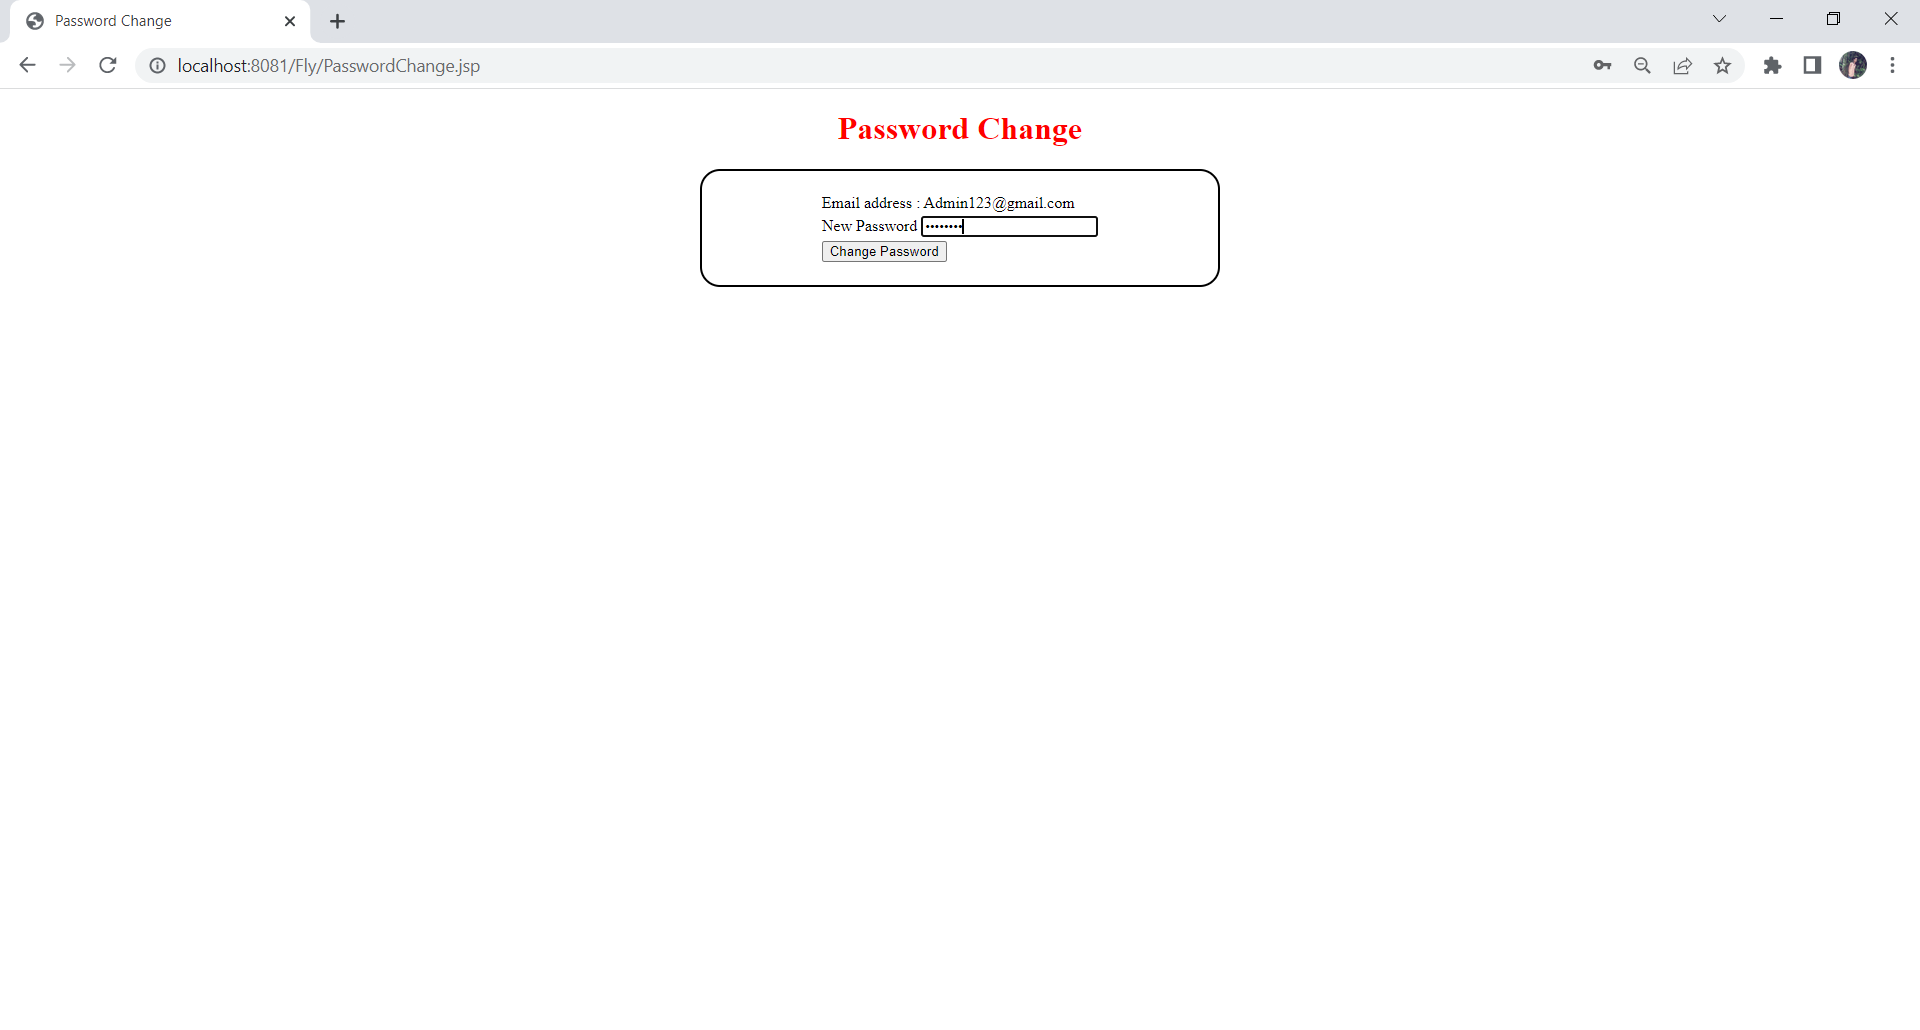 Password Change
localhost:8081/Fly/PasswordChange.jsp
Password Change
Email address : Admin123@gmail.com
New Password ••••••••
Change Password